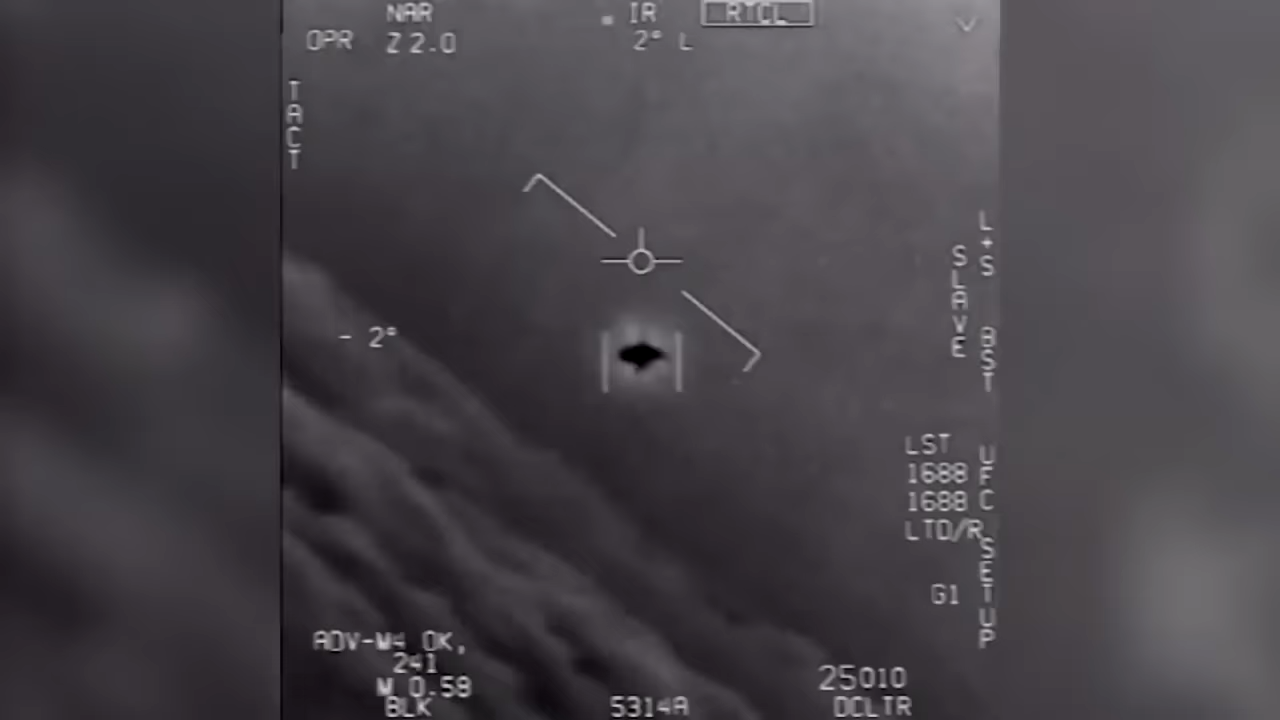 NAR IR RTCL
OPR Z 2.0 2° L
TACT
L+S
SLAVE
BST
- 2°
LST
1688
1688
LTD/R
UFC
SETUP
G1
ADV-M4 OK,
241
M 0.58
BLK
5314A
25010
DCLTR